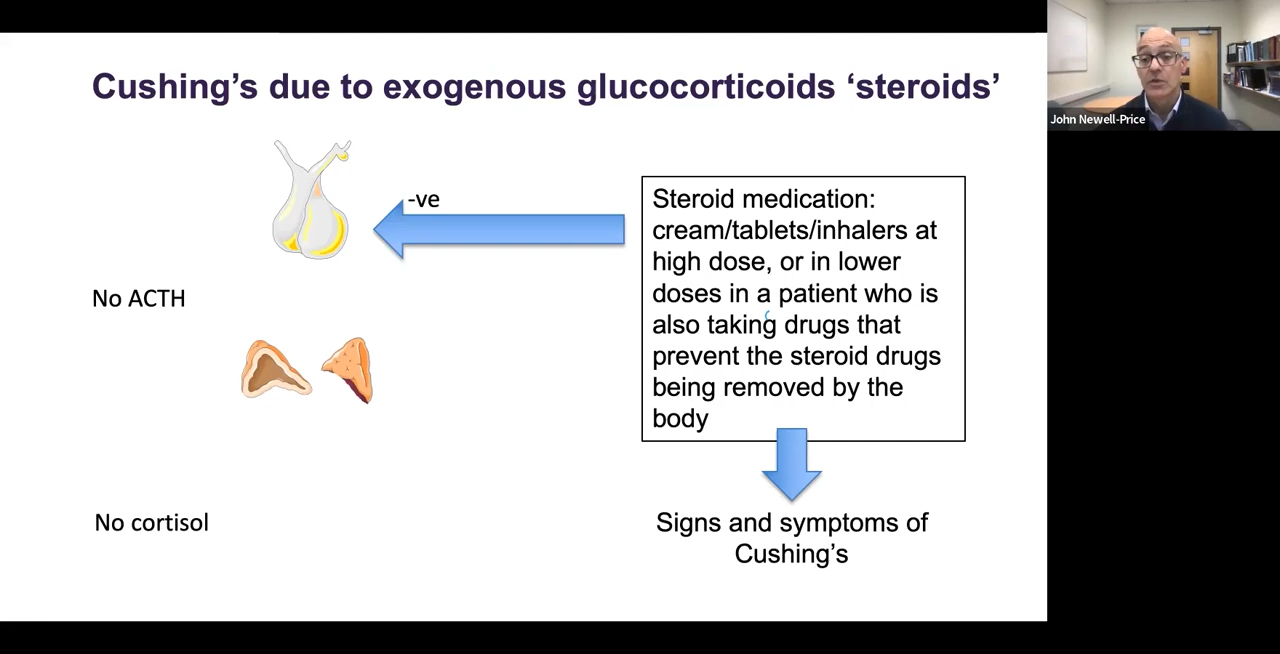 Cushing’s due to exogenous glucocorticoids ‘steroids’
John Newell-Price
-ve
Steroid medication:
cream/tablets/inhalers at
high dose, or in lower
doses in a patient who is
also taking drugs that
prevent the steroid drugs
being removed by the
body
No ACTH
No cortisol
Signs and symptoms of
Cushing’s